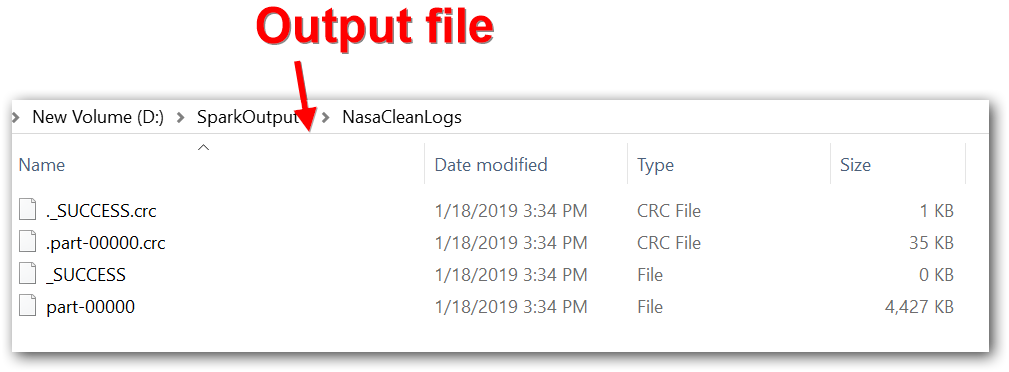 Output file
New Volume (D:) SparkOutput NasaCleanLogs
Name Date modified Type Size
._SUCCESS.crc 1/18/2019 3:34 PM CRC File 1 KB
.part-00000.crc 1/18/2019 3:34 PM CRC File 35 KB
_SUCCESS 1/18/2019 3:34 PM File 0 KB
part-00000 1/18/2019 3:34 PM File 4,427 KB